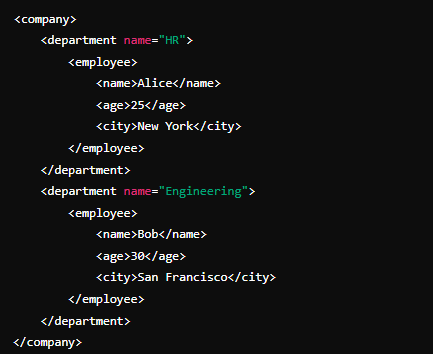 <company>
    <department name="HR">
        <employee>
            <name>Alice</name>
            <age>25</age>
            <city>New York</city>
        </employee>
    </department>
    <department name="Engineering">
        <employee>
            <name>Bob</name>
            <age>30</age>
            <city>San Francisco</city>
        </employee>
    </department>
</company>